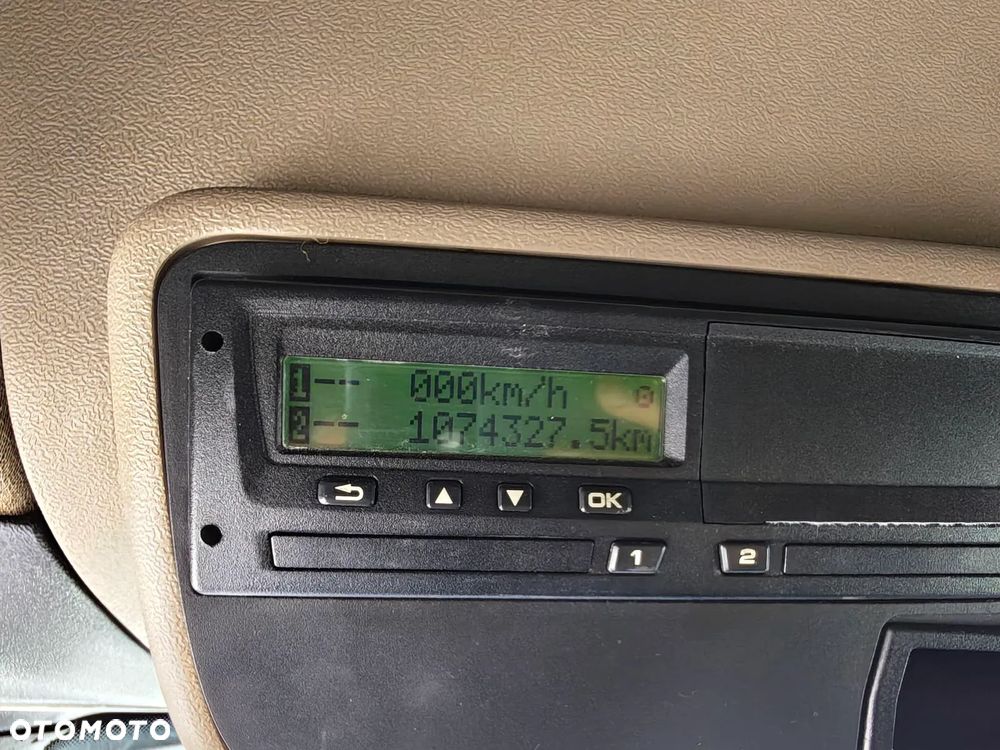 1-- 000km/h
2-- 1074327.5km
▲ ▼ OK
1 2
OTOMOTO